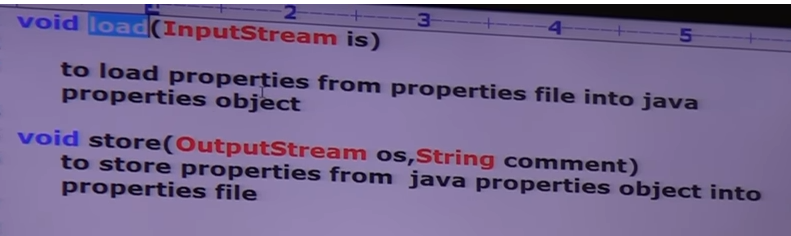 2 3 4 5
void load(InputStream is)
to load properties from properties file into java
properties object
void store(OutputStream os,String comment)
to store properties from java properties object into
properties file